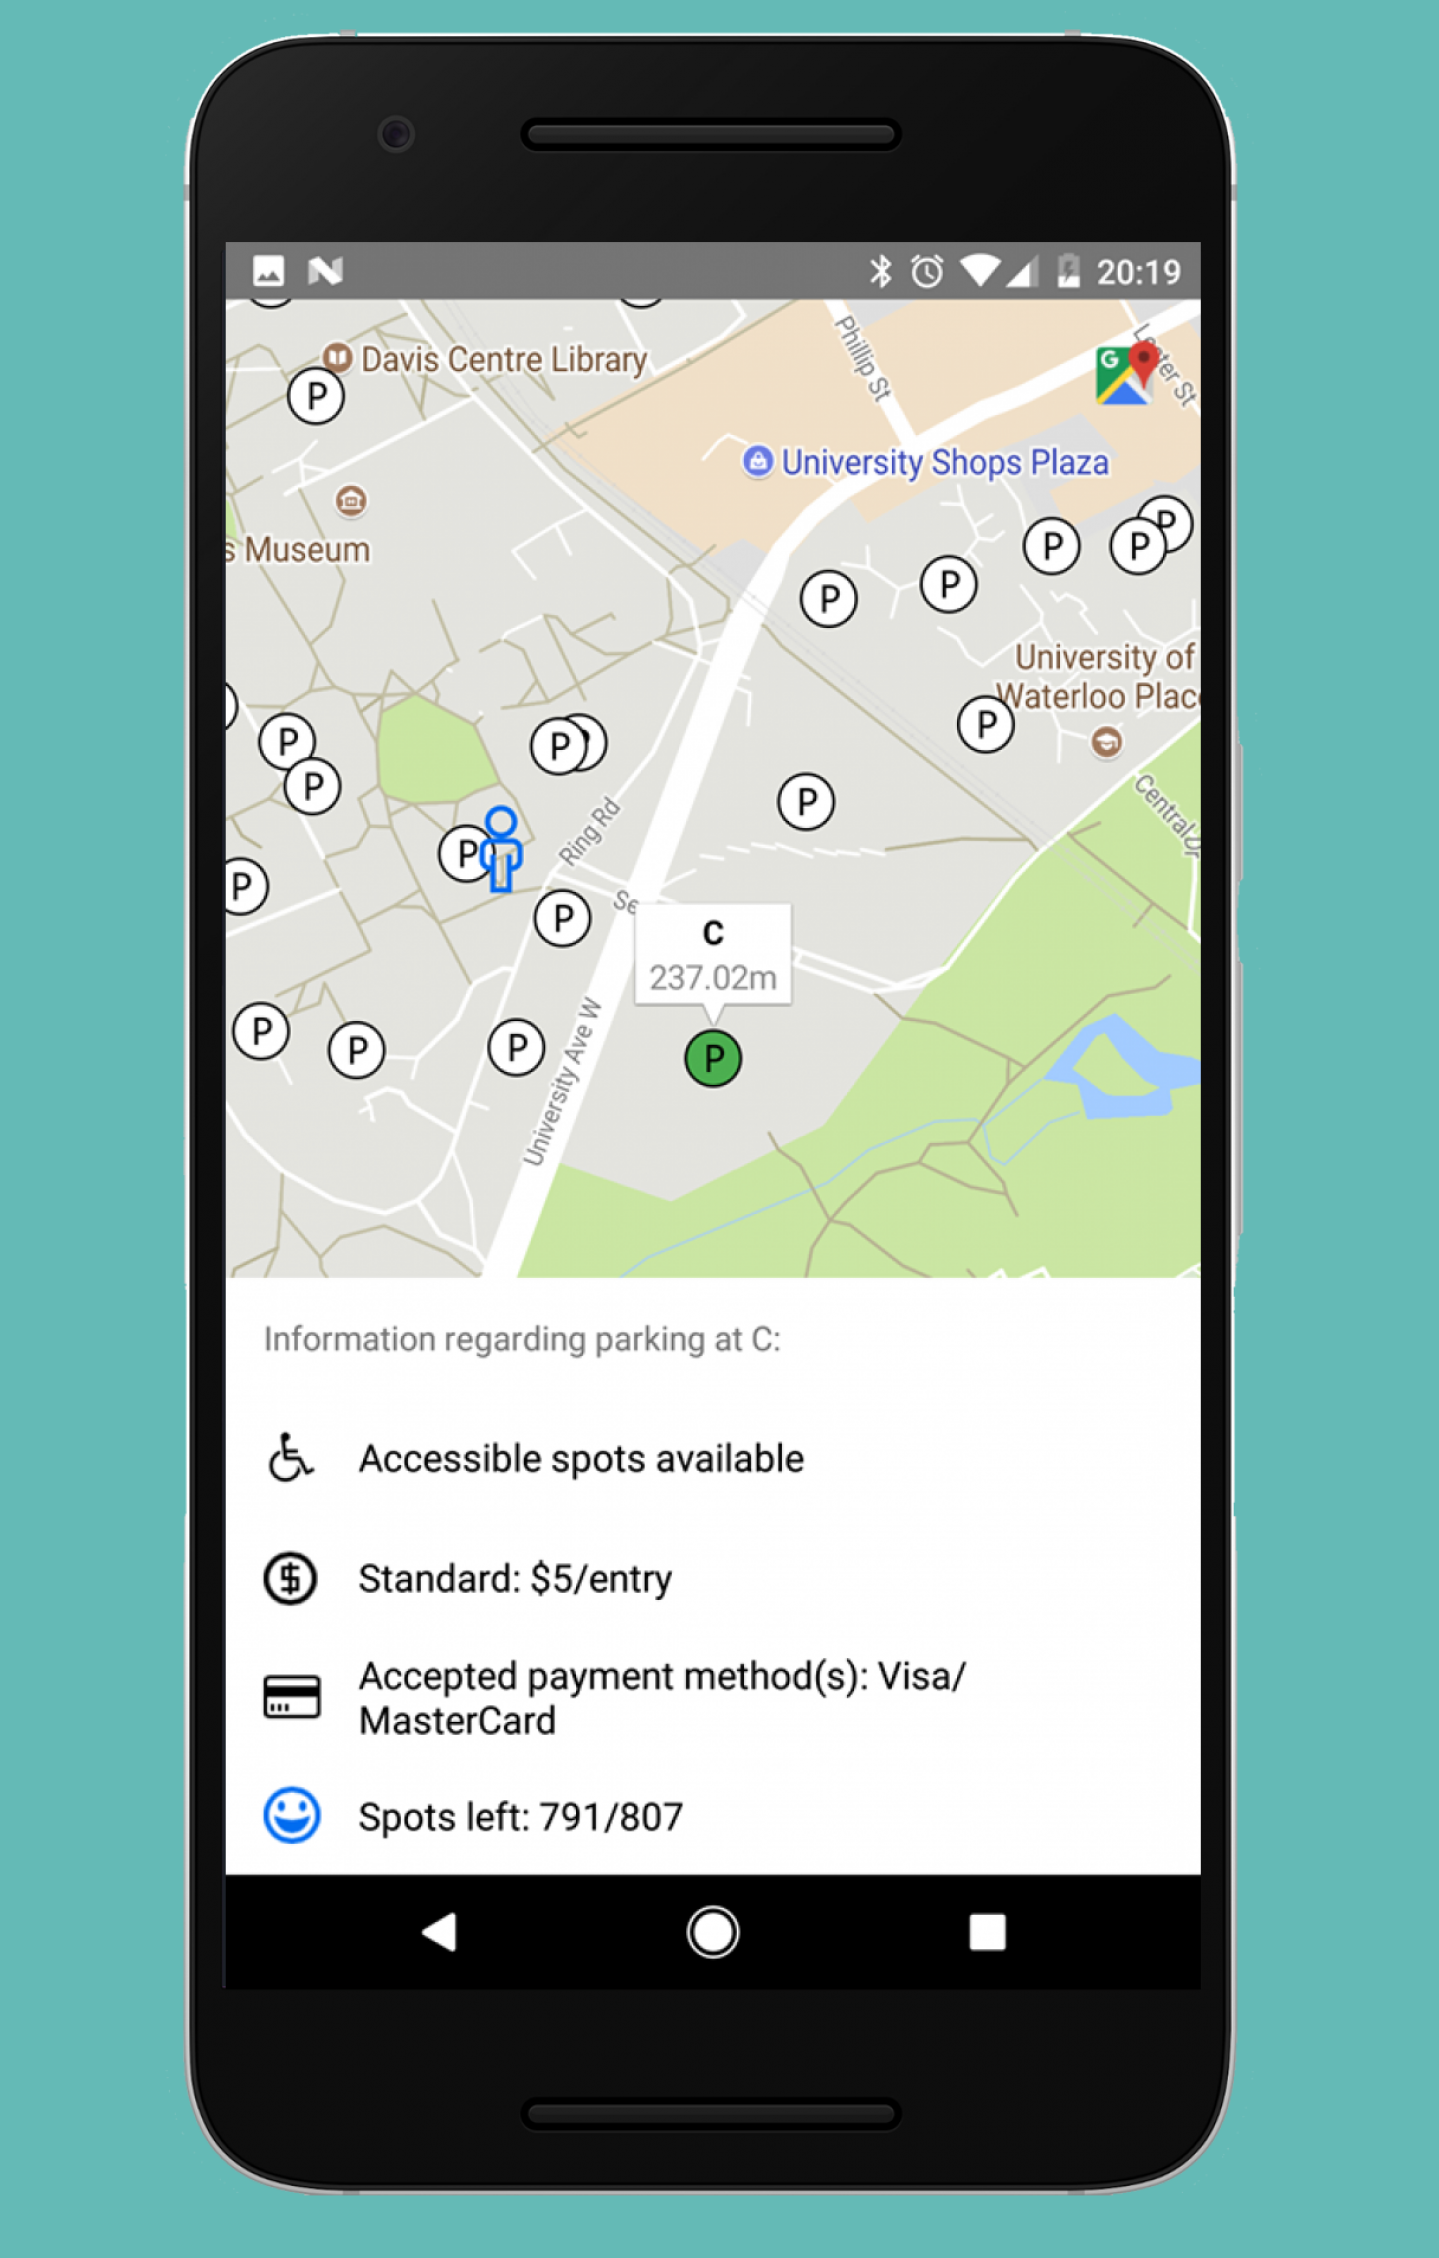 20:19
Davis Centre Library
Phillip St
Lester St
G
University Shops Plaza
s Museum
P
P
P
P
P
P
University of
Waterloo Place
P
P
P
P
P
P
Central Dr
P
Ring Rd
P
P
Se
C
237.02m
P
P
P
P
University Ave W
P
Information regarding parking at C:
Accessible spots available
Standard: $5/entry
Accepted payment method(s): Visa/
MasterCard
Spots left: 791/807